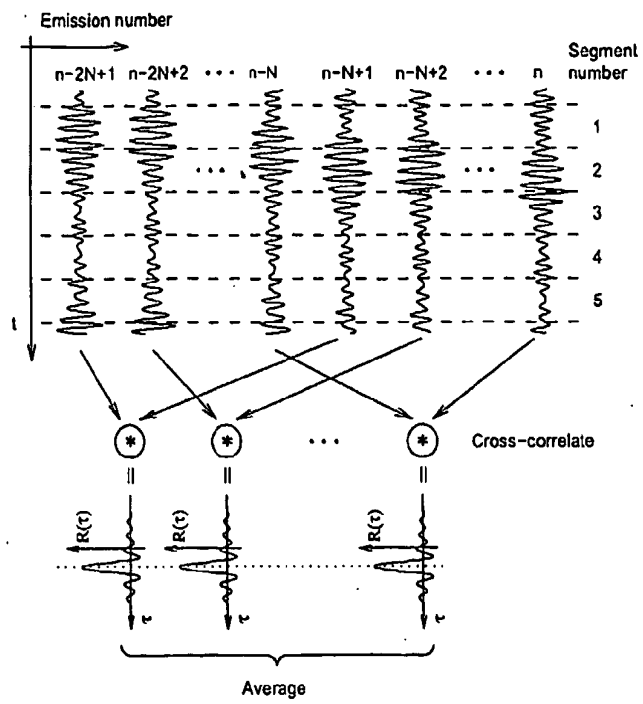 Emission number
Segment number
n-2N+1 n-2N+2 ... n-N n-N+1 n-N+2 ... n
1
2
... ...
3
4
5
t
* * ... * Cross-correlate
= = =
R(τ) R(τ) R(τ)
τ τ τ
Average